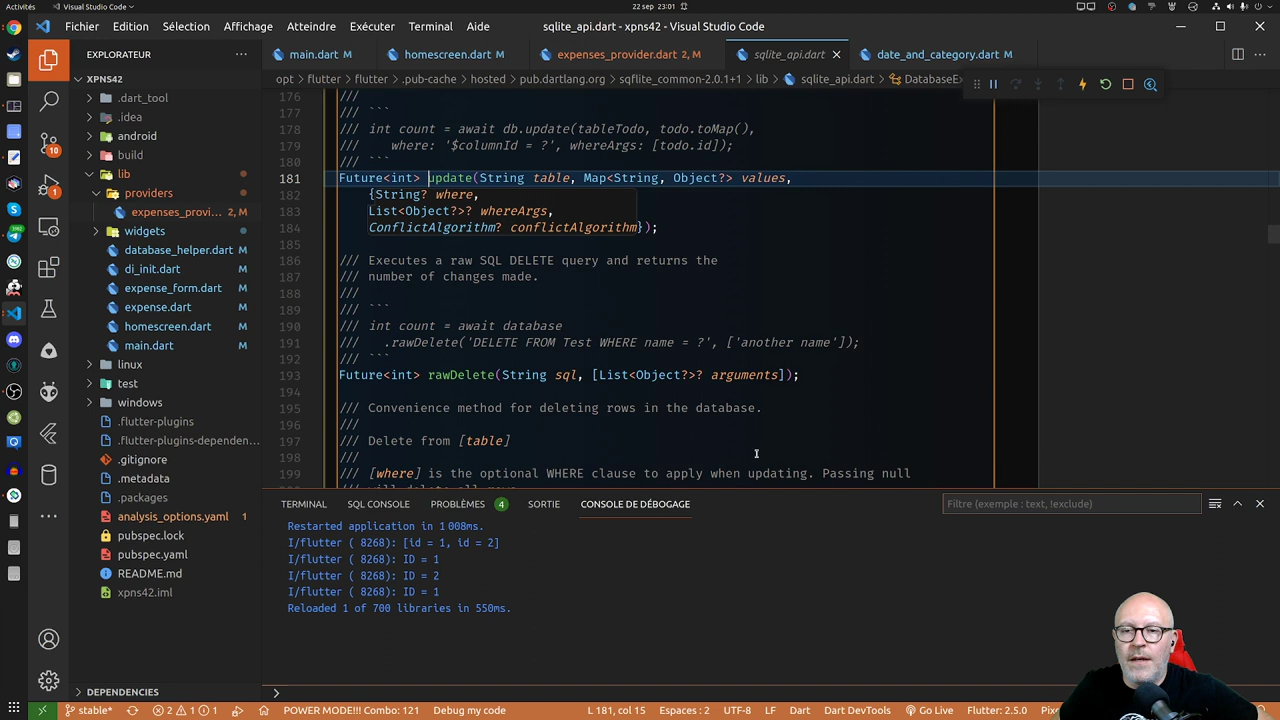 Activités
Visual Studio Code
22 sep 23:01
Fichier Edition Sélection Affichage Atteindre Exécuter Terminal Aide
sqlite_api.dart - xpns42 - Visual Studio Code
EXPLORATEUR
main.dart M
homescreen.dart M
expenses_provider.dart 2, M
sqlite_api.dart
date_and_category.dart M
XPNS42
opt > flutter > flutter > .pub-cache > hosted > pub.dartlang.org > sqflite_common-2.0.1+1 > lib > sqlite_api.dart > DatabaseEx
.dart_tool
.idea
android
build
lib
providers
expenses_provi... 2, M
widgets
database_helper.dart M
di_init.dart M
expense_form.dart M
expense.dart M
homescreen.dart M
main.dart M
linux
test
windows
.flutter-plugins
.flutter-plugins-dependen...
.gitignore
.metadata
.packages
analysis_options.yaml 1
pubspec.lock
pubspec.yaml
README.md
xpns42.iml
DEPENDENCIES
10
1
176 ///
177 /// ```
178 /// int count = await db.update(tableTodo, todo.toMap(),
179 /// where: '$columnId = ?', whereArgs: [todo.id]);
180 /// ```
181 Future<int> update(String table, Map<String, Object?> values,
182 {String? where,
183 List<Object?>? whereArgs,
184 ConflictAlgorithm? conflictAlgorithm});
185
186 /// Executes a raw SQL DELETE query and returns the
187 /// number of changes made.
188 ///
189 /// ```
190 /// int count = await database
191 /// .rawDelete('DELETE FROM Test WHERE name = ?', ['another name']);
192 /// ```
193 Future<int> rawDelete(String sql, [List<Object?>? arguments]);
194
195 /// Convenience method for deleting rows in the database.
196 ///
197 /// Delete from [table]
198 ///
199 /// [where] is the optional WHERE clause to apply when updating. Passing null
TERMINAL SQL CONSOLE PROBLÈMES 4 SORTIE CONSOLE DE DÉBOGAGE
Filtre (exemple : text, !exclude)
Restarted application in 1 008ms.
I/flutter ( 8268): [id = 1, id = 2]
I/flutter ( 8268): ID = 1
I/flutter ( 8268): ID = 2
I/flutter ( 8268): ID = 1
Reloaded 1 of 700 libraries in 550ms.
stable* 2 1 1 POWER MODE!!! Combo: 121 Debug my code L 181, col 15 Espaces : 2 UTF-8 LF Dart Dart DevTools Go Live Flutter: 2.5.0